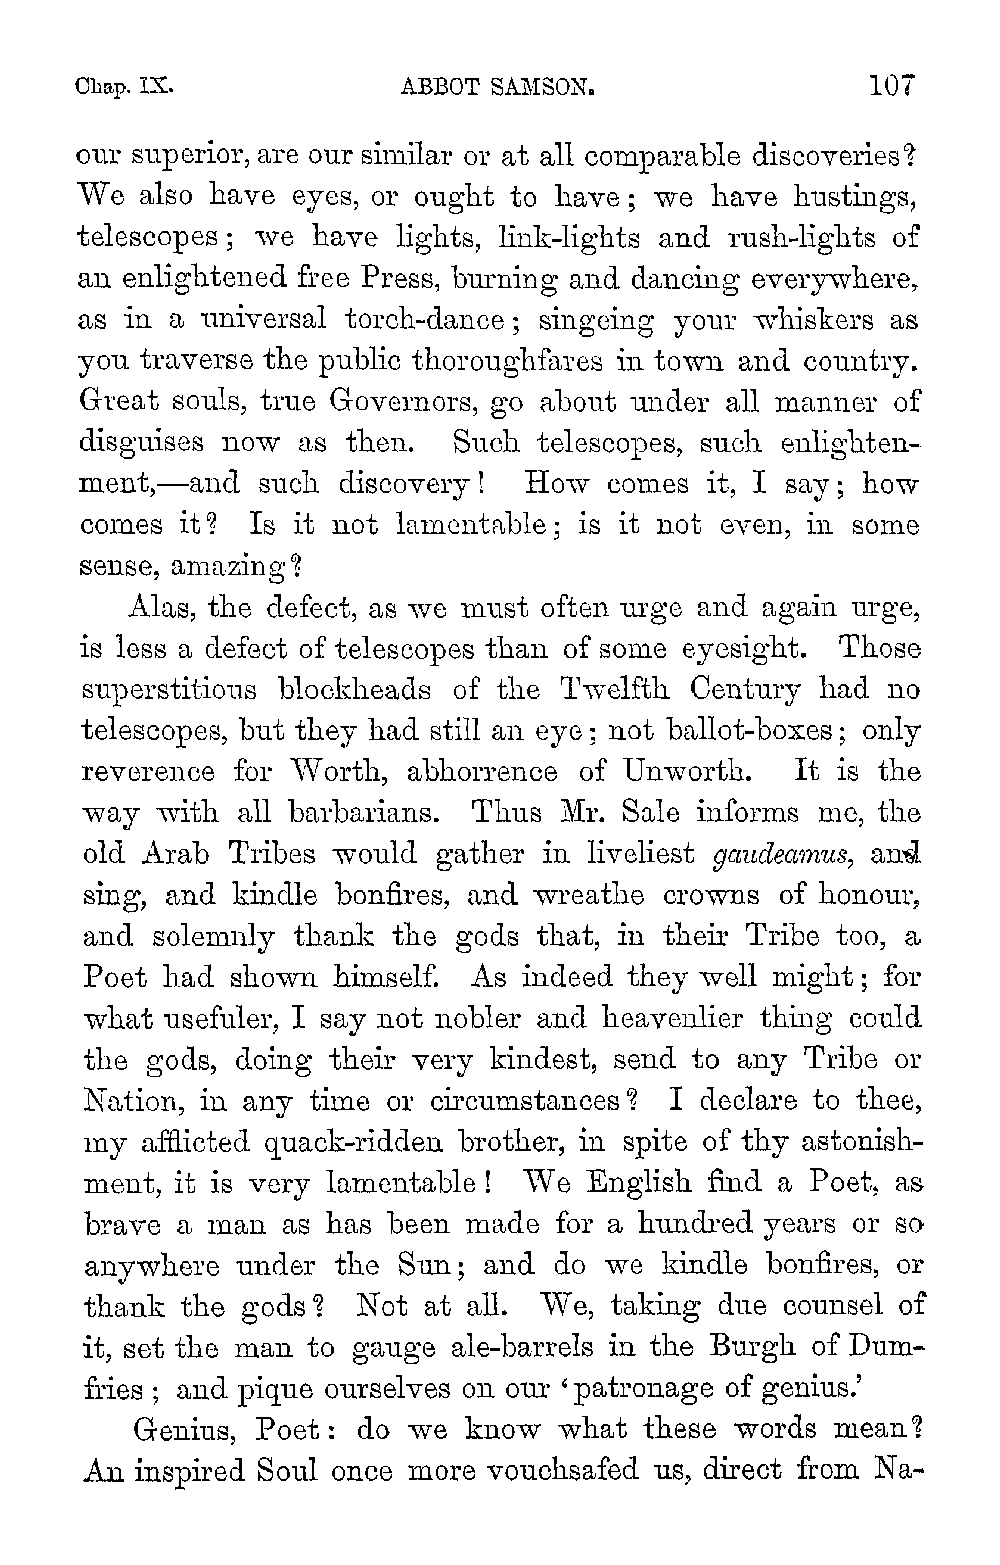 Chap. IX. ABBOT SAMSON. 107
our superior, are our similar or at all comparable discoveries?
We also have eyes, or ought to have; we have hustings,
telescopes; we have lights, link-lights and rush-lights of
an enlightened free Press, burning and dancing everywhere,
as in a universal torch-dance; singeing your whiskers as
you traverse the public thoroughfares in town and country.
Great souls, true Governors, go about under all manner of
disguises now as then. Such telescopes, such enlighten-
ment,—and such discovery! How comes it, I say; how
comes it? Is it not lamentable; is it not even, in some
sense, amazing?
Alas, the defect, as we must often urge and again urge,
is less a defect of telescopes than of some eyesight. Those
superstitious blockheads of the Twelfth Century had no
telescopes, but they had still an eye; not ballot-boxes; only
reverence for Worth, abhorrence of Unworth. It is the
way with all barbarians. Thus Mr. Sale informs me, the
old Arab Tribes would gather in liveliest gaudeamus, and
sing, and kindle bonfires, and wreathe crowns of honour,
and solemnly thank the gods that, in their Tribe too, a
Poet had shown himself. As indeed they well might; for
what usefuler, I say not nobler and heavenlier thing could
the gods, doing their very kindest, send to any Tribe or
Nation, in any time or circumstances? I declare to thee,
my afflicted quack-ridden brother, in spite of thy astonish-
ment, it is very lamentable! We English find a Poet, as
brave a man as has been made for a hundred years or so
anywhere under the Sun; and do we kindle bonfires, or
thank the gods? Not at all. We, taking due counsel of
it, set the man to gauge ale-barrels in the Burgh of Dum-
fries; and pique ourselves on our ‘patronage of genius.’
Genius, Poet: do we know what these words mean?
An inspired Soul once more vouchsafed us, direct from Na-